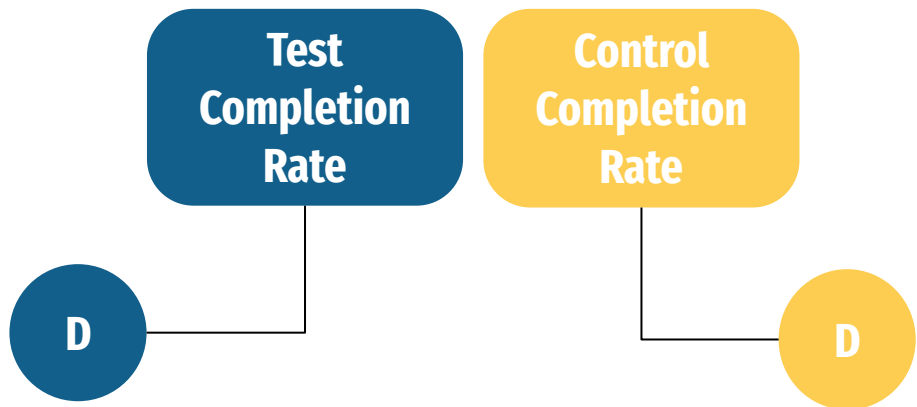 Test
Completion
Rate
Control
Completion
Rate
D
D